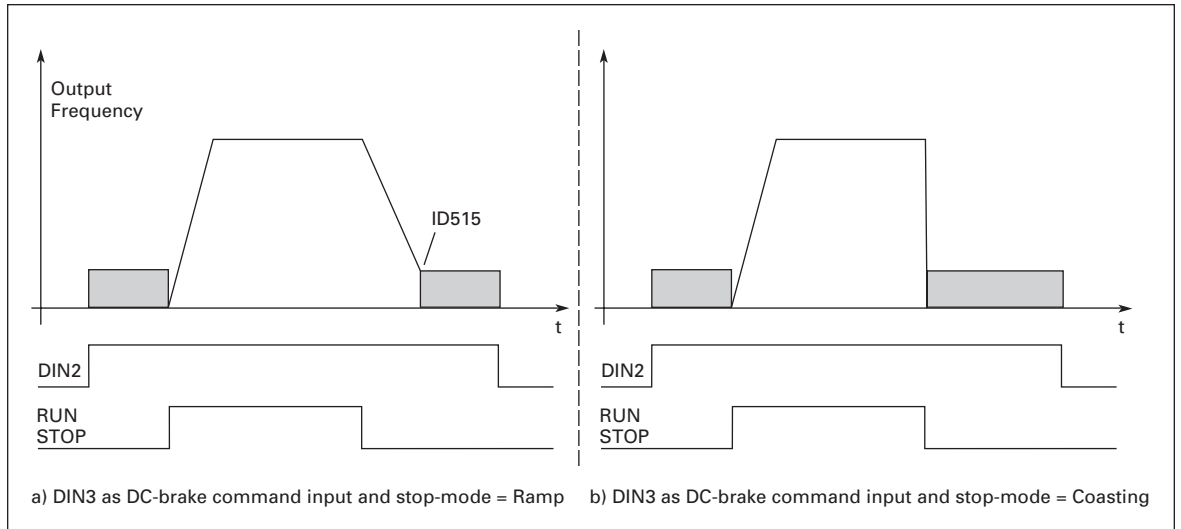 Output
Frequency
ID515
t
t
DIN2
DIN2
RUN
STOP
RUN
STOP
a) DIN3 as DC-brake command input and stop-mode = Ramp
b) DIN3 as DC-brake command input and stop-mode = Coasting